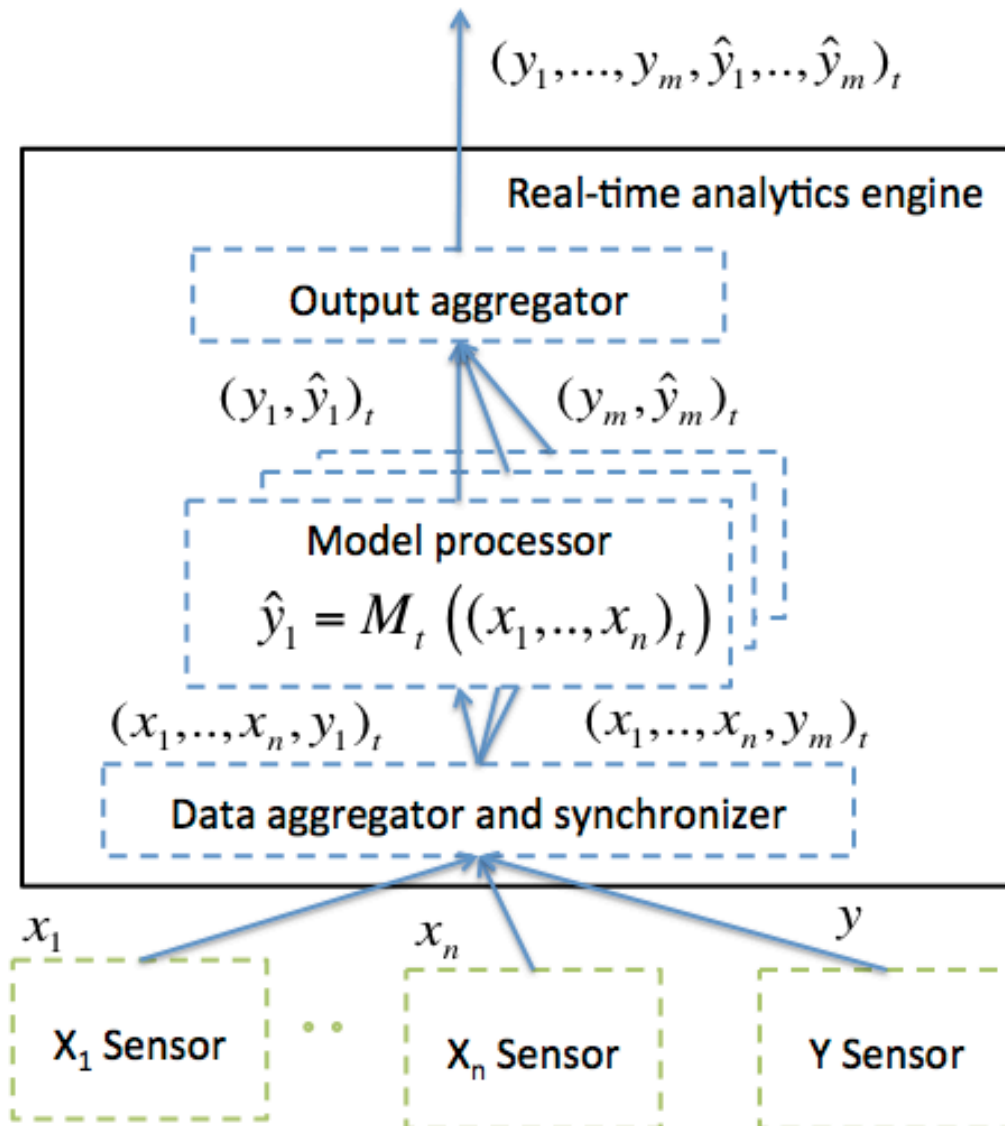 (y₁,...,yₘ,ŷ₁,..,ŷₘ)ₜ
Real-time analytics engine
Output aggregator
(y₁,ŷ₁)ₜ
(yₘ,ŷₘ)ₜ
Model processor
ŷ₁ = Mₜ ((x₁,..,xₙ)ₜ)
(x₁,..,xₙ,y₁)ₜ
(x₁,..,xₙ,yₘ)ₜ
Data aggregator and synchronizer
x₁
xₙ
y
X₁ Sensor
Xₙ Sensor
Y Sensor